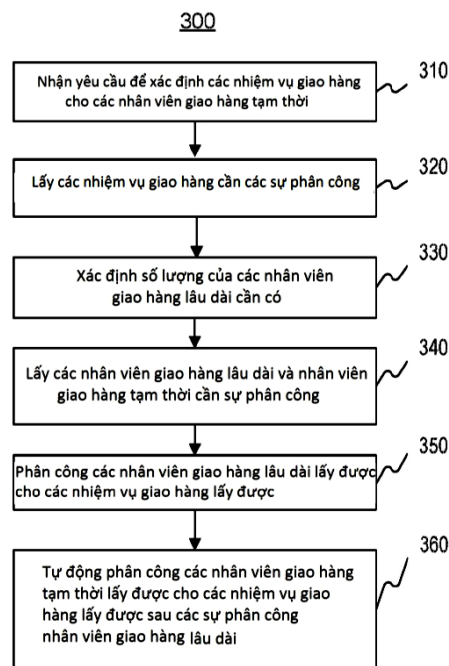 300
310
Nhận yêu cầu để xác định các nhiệm vụ giao hàng
cho các nhân viên giao hàng tạm thời
320
Lấy các nhiệm vụ giao hàng cần các sự phân công
330
Xác định số lượng của các nhân viên
giao hàng lâu dài cần có
340
Lấy các nhân viên giao hàng lâu dài và nhân viên
giao hàng tạm thời cần sự phân công
350
Phân công các nhân viên giao hàng lâu dài lấy được
cho các nhiệm vụ giao hàng lấy được
360
Tự động phân công các nhân viên giao hàng
tạm thời lấy được cho các nhiệm vụ giao
hàng lấy được sau các sự phân công
nhân viên giao hàng lâu dài